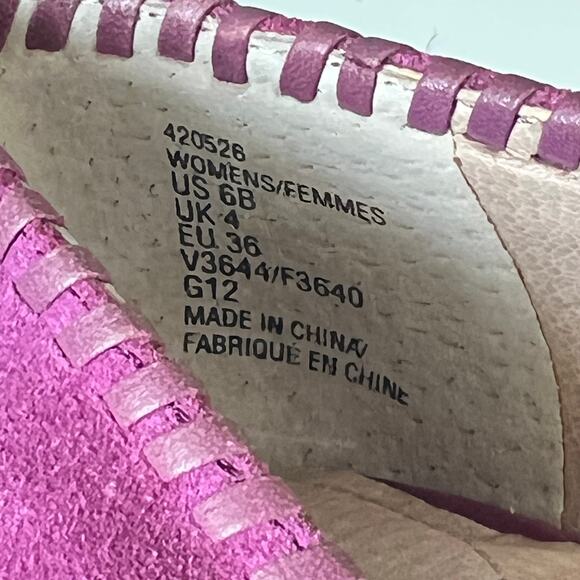 420526
WOMENS/FEMMES
US 6B
UK 4
EU 36
V3644/F3640
G12
MADE IN CHINA/
FABRIQUÉ EN CHINE